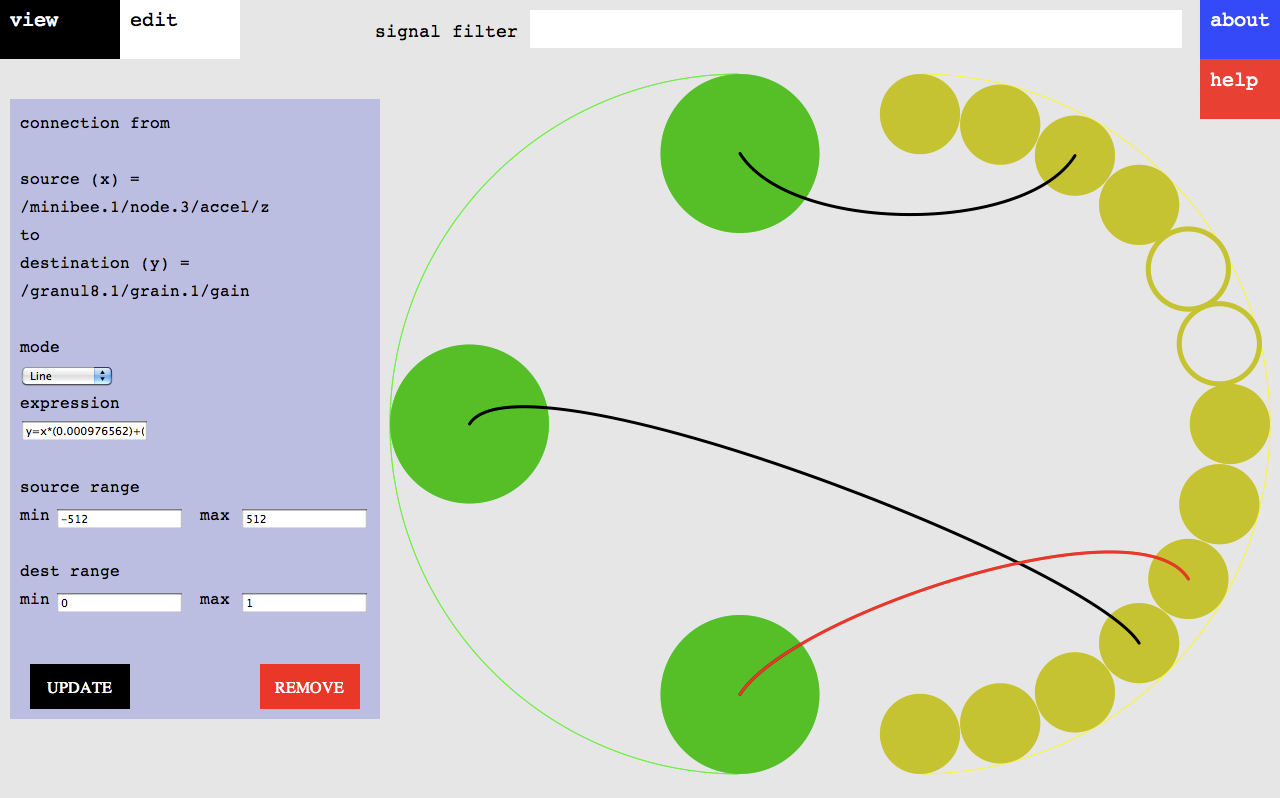 view
edit
signal filter
about
help
connection from
source (x) =
/minibee.1/node.3/accel/z
to
destination (y) =
/granul8.1/grain.1/gain
mode
Line
expression
y=x*(0.000976562)+(
source range
min -512 max 512
dest range
min 0 max 1
UPDATE REMOVE